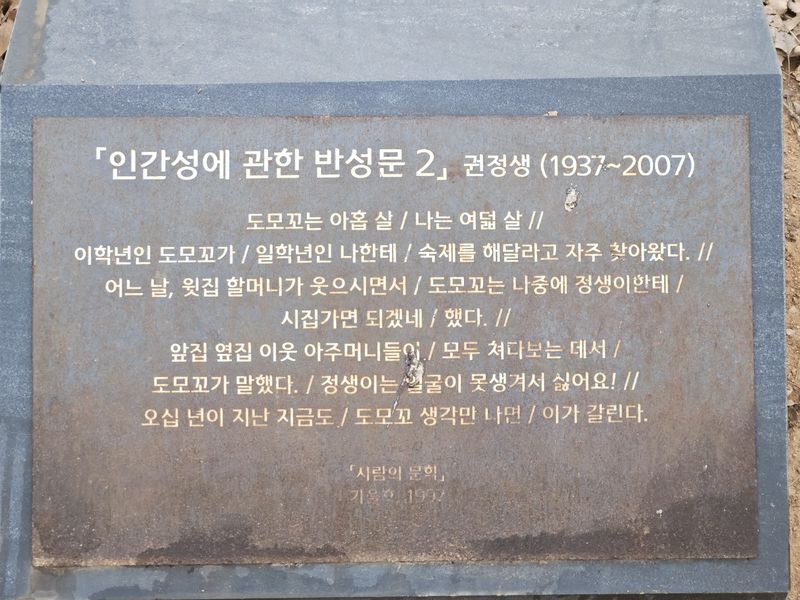 「인간성에 관한 반성문 2」 권정생 (1937~2007)
도모꼬는 아홉 살 / 나는 여덟 살 //
이학년인 도모꼬가 / 일학년인 나한테 / 숙제를 해달라고 자주 찾아왔다. //
어느 날, 윗집 할머니가 웃으시면서 / 도모꼬는 나중에 정생이한테 /
시집가면 되겠네 / 했다. //
앞집 옆집 이웃 아주머니들이 / 모두 쳐다보는 데서 /
도모꼬가 말했다. / 정생이는 얼굴이 못생겨서 싫어요! //
오십 년이 지난 지금도 / 도모꼬 생각만 나면 / 이가 갈린다.
「사람의 문학」